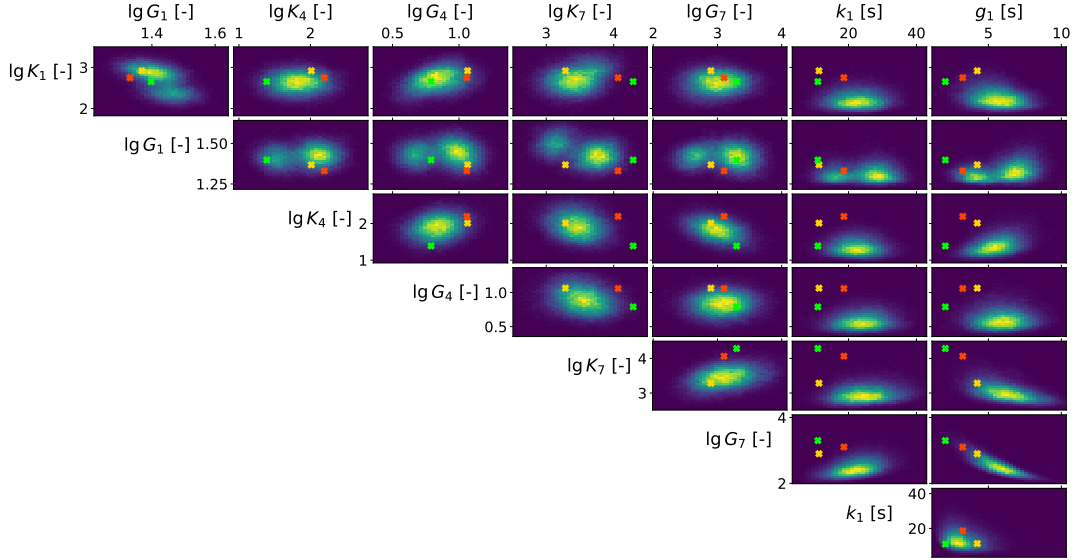 lg G₁ [-] lg K₄ [-] lg G₄ [-] lg K₇ [-] lg G₇ [-] k₁ [s] g₁ [s]
1.4 1.6 1 2 0.5 1.0 3 4 2 3 4 20 40 5 10
lg K₁ [-] 3
2
lg G₁ [-] 1.50
1.25
lg K₄ [-] 2
1
lg G₄ [-] 1.0
0.5
lg K₇ [-] 4
3
4
lg G₇ [-]
2
40
k₁ [s] 20